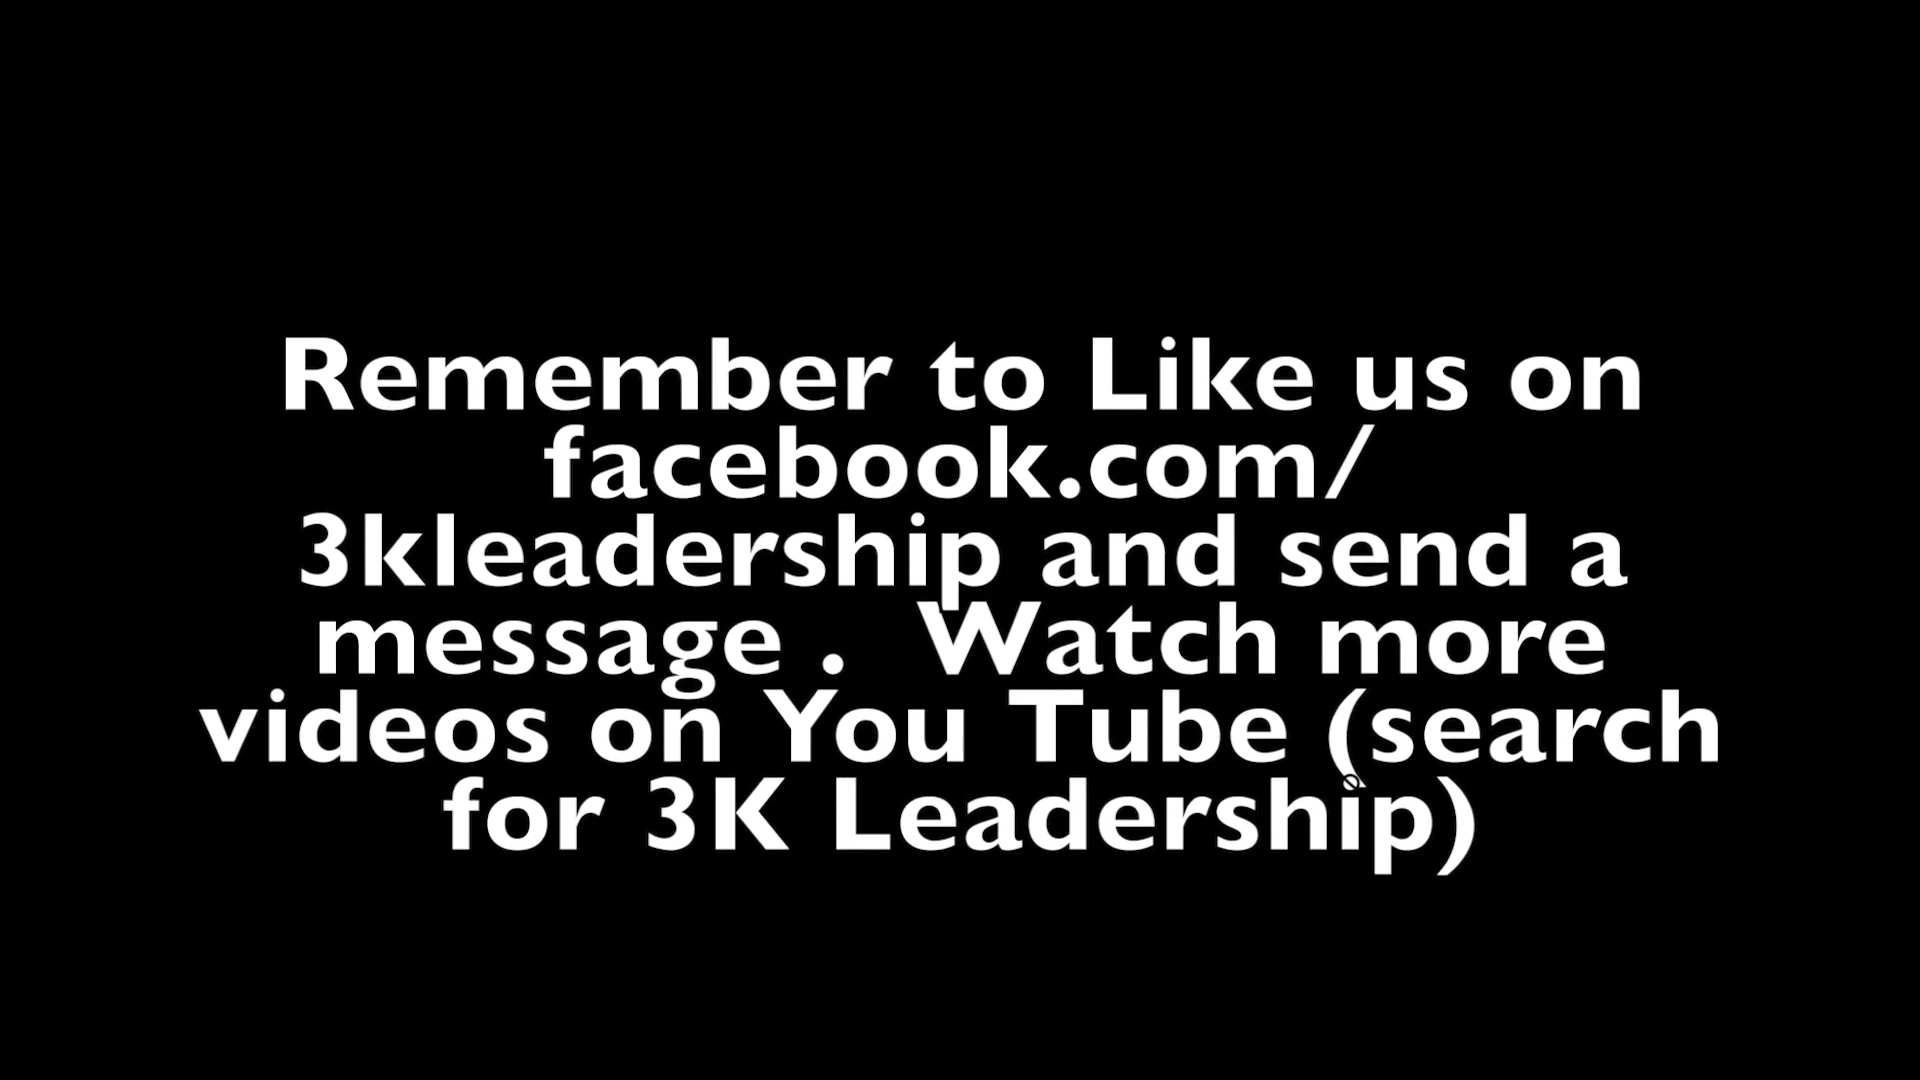 Remember to Like us on
facebook.com/
3kleadership and send a
message .  Watch more
videos on You Tube (search
for 3K Leadership)